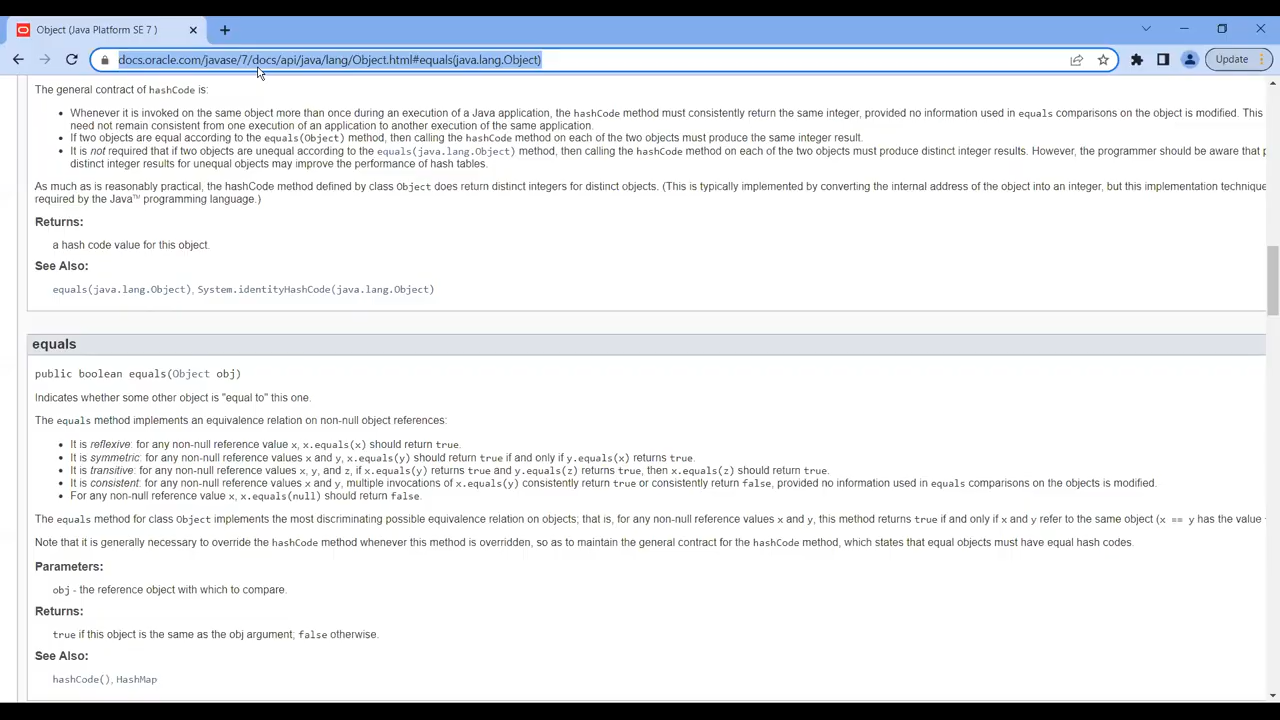 Object (Java Platform SE 7 )
docs.oracle.com/javase/7/docs/api/java/lang/Object.html#equals(java.lang.Object)
Update
The general contract of hashCode is:
• Whenever it is invoked on the same object more than once during an execution of a Java application, the hashCode method must consistently return the same integer, provided no information used in equals comparisons on the object is modified. This
need not remain consistent from one execution of an application to another execution of the same application.
• If two objects are equal according to the equals(Object) method, then calling the hashCode method on each of the two objects must produce the same integer result.
• It is not required that if two objects are unequal according to the equals(java.lang.Object) method, then calling the hashCode method on each of the two objects must produce distinct integer results. However, the programmer should be aware that
distinct integer results for unequal objects may improve the performance of hash tables.
As much as is reasonably practical, the hashCode method defined by class Object does return distinct integers for distinct objects. (This is typically implemented by converting the internal address of the object into an integer, but this implementation technique
required by the Java™ programming language.)
Returns:
a hash code value for this object.
See Also:
equals(java.lang.Object), System.identityHashCode(java.lang.Object)
equals
public boolean equals(Object obj)
Indicates whether some other object is "equal to" this one.
The equals method implements an equivalence relation on non-null object references:
• It is reflexive: for any non-null reference value x, x.equals(x) should return true.
• It is symmetric: for any non-null reference values x and y, x.equals(y) should return true if and only if y.equals(x) returns true.
• It is transitive: for any non-null reference values x, y, and z, if x.equals(y) returns true and y.equals(z) returns true, then x.equals(z) should return true.
• It is consistent: for any non-null reference values x and y, multiple invocations of x.equals(y) consistently return true or consistently return false, provided no information used in equals comparisons on the objects is modified.
• For any non-null reference value x, x.equals(null) should return false.
The equals method for class Object implements the most discriminating possible equivalence relation on objects; that is, for any non-null reference values x and y, this method returns true if and only if x and y refer to the same object (x == y has the value
Note that it is generally necessary to override the hashCode method whenever this method is overridden, so as to maintain the general contract for the hashCode method, which states that equal objects must have equal hash codes.
Parameters:
obj - the reference object with which to compare.
Returns:
true if this object is the same as the obj argument; false otherwise.
See Also:
hashCode(), HashMap